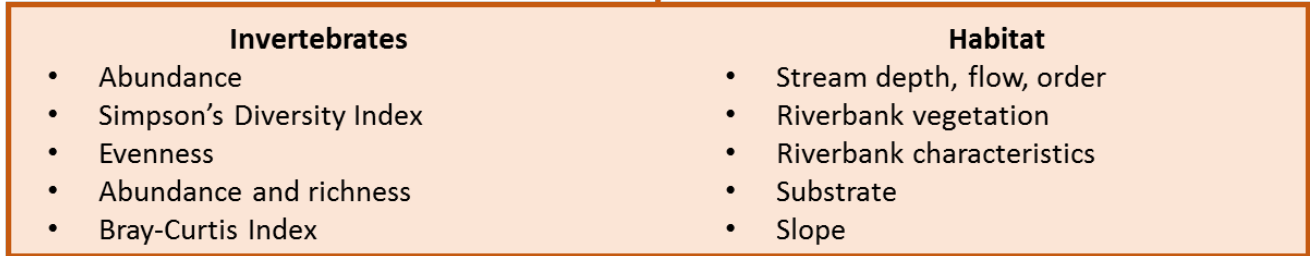 Invertebrates
• Abundance
• Simpson’s Diversity Index
• Evenness
• Abundance and richness
• Bray-Curtis Index
Habitat
• Stream depth, flow, order
• Riverbank vegetation
• Riverbank characteristics
• Substrate
• Slope